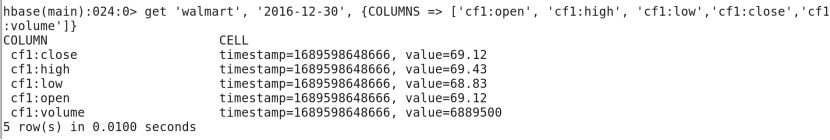 hbase(main):024:0> get 'walmart', '2016-12-30', {COLUMNS => ['cf1:open', 'cf1:high', 'cf1:low','cf1:close','cf1
:volume']}
COLUMN CELL
cf1:close timestamp=1689598648666, value=69.12
cf1:high timestamp=1689598648666, value=69.43
cf1:low timestamp=1689598648666, value=68.83
cf1:open timestamp=1689598648666, value=69.12
cf1:volume timestamp=1689598648666, value=6889500
5 row(s) in 0.0100 seconds